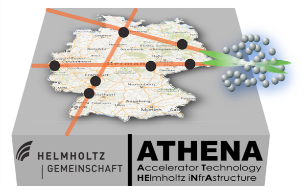 HELMHOLTZ
GEMEINSCHAFT
ATHENA
Accelerator Technology
HElmholtz iNfrAstructure